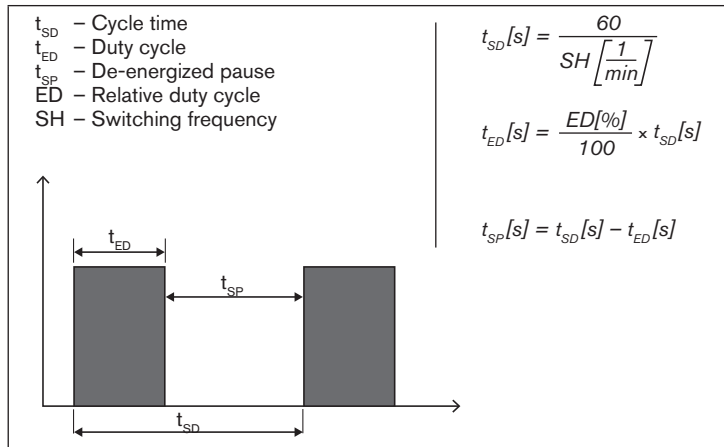 t_SD – Cycle time
t_ED – Duty cycle
t_SP – De-energized pause
ED – Relative duty cycle
SH – Switching frequency
t_SD[s] = 60 / SH [1/min]
t_ED[s] = ED[%] / 100 × t_SD[s]
t_SP[s] = t_SD[s] – t_ED[s]
t_ED
t_SP
t_SD